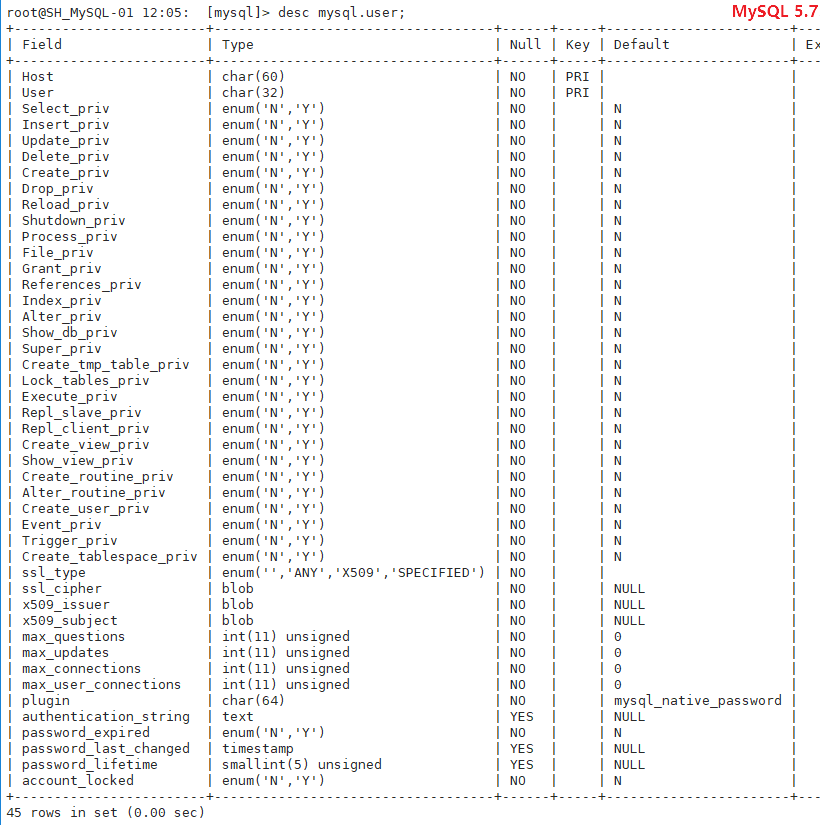 root@SH_MySQL-01 12:05:  [mysql]> desc mysql.user; MySQL 5.7
+------------------------+-----------------------------------+------+-----+-----------------------+---
| Field                  | Type                              | Null | Key | Default               | Ex
+------------------------+-----------------------------------+------+-----+-----------------------+---
| Host                   | char(60)                          | NO   | PRI |                       |
| User                   | char(32)                          | NO   | PRI |                       |
| Select_priv            | enum('N','Y')                     | NO   |     | N                     |
| Insert_priv            | enum('N','Y')                     | NO   |     | N                     |
| Update_priv            | enum('N','Y')                     | NO   |     | N                     |
| Delete_priv            | enum('N','Y')                     | NO   |     | N                     |
| Create_priv            | enum('N','Y')                     | NO   |     | N                     |
| Drop_priv              | enum('N','Y')                     | NO   |     | N                     |
| Reload_priv            | enum('N','Y')                     | NO   |     | N                     |
| Shutdown_priv          | enum('N','Y')                     | NO   |     | N                     |
| Process_priv           | enum('N','Y')                     | NO   |     | N                     |
| File_priv              | enum('N','Y')                     | NO   |     | N                     |
| Grant_priv             | enum('N','Y')                     | NO   |     | N                     |
| References_priv        | enum('N','Y')                     | NO   |     | N                     |
| Index_priv             | enum('N','Y')                     | NO   |     | N                     |
| Alter_priv             | enum('N','Y')                     | NO   |     | N                     |
| Show_db_priv           | enum('N','Y')                     | NO   |     | N                     |
| Super_priv             | enum('N','Y')                     | NO   |     | N                     |
| Create_tmp_table_priv  | enum('N','Y')                     | NO   |     | N                     |
| Lock_tables_priv       | enum('N','Y')                     | NO   |     | N                     |
| Execute_priv           | enum('N','Y')                     | NO   |     | N                     |
| Repl_slave_priv        | enum('N','Y')                     | NO   |     | N                     |
| Repl_client_priv       | enum('N','Y')                     | NO   |     | N                     |
| Create_view_priv       | enum('N','Y')                     | NO   |     | N                     |
| Show_view_priv         | enum('N','Y')                     | NO   |     | N                     |
| Create_routine_priv    | enum('N','Y')                     | NO   |     | N                     |
| Alter_routine_priv     | enum('N','Y')                     | NO   |     | N                     |
| Create_user_priv       | enum('N','Y')                     | NO   |     | N                     |
| Event_priv             | enum('N','Y')                     | NO   |     | N                     |
| Trigger_priv           | enum('N','Y')                     | NO   |     | N                     |
| Create_tablespace_priv | enum('N','Y')                     | NO   |     | N                     |
| ssl_type               | enum('','ANY','X509','SPECIFIED') | NO   |     |                       |
| ssl_cipher             | blob                              | NO   |     | NULL                  |
| x509_issuer            | blob                              | NO   |     | NULL                  |
| x509_subject           | blob                              | NO   |     | NULL                  |
| max_questions          | int(11) unsigned                  | NO   |     | 0                     |
| max_updates            | int(11) unsigned                  | NO   |     | 0                     |
| max_connections        | int(11) unsigned                  | NO   |     | 0                     |
| max_user_connections   | int(11) unsigned                  | NO   |     | 0                     |
| plugin                 | char(64)                          | NO   |     | mysql_native_password |
| authentication_string  | text                              | YES  |     | NULL                  |
| password_expired       | enum('N','Y')                     | NO   |     | N                     |
| password_last_changed  | timestamp                         | YES  |     | NULL                  |
| password_lifetime      | smallint(5) unsigned              | YES  |     | NULL                  |
| account_locked         | enum('N','Y')                     | NO   |     | N                     |
+------------------------+-----------------------------------+------+-----+-----------------------+---
45 rows in set (0.00 sec)